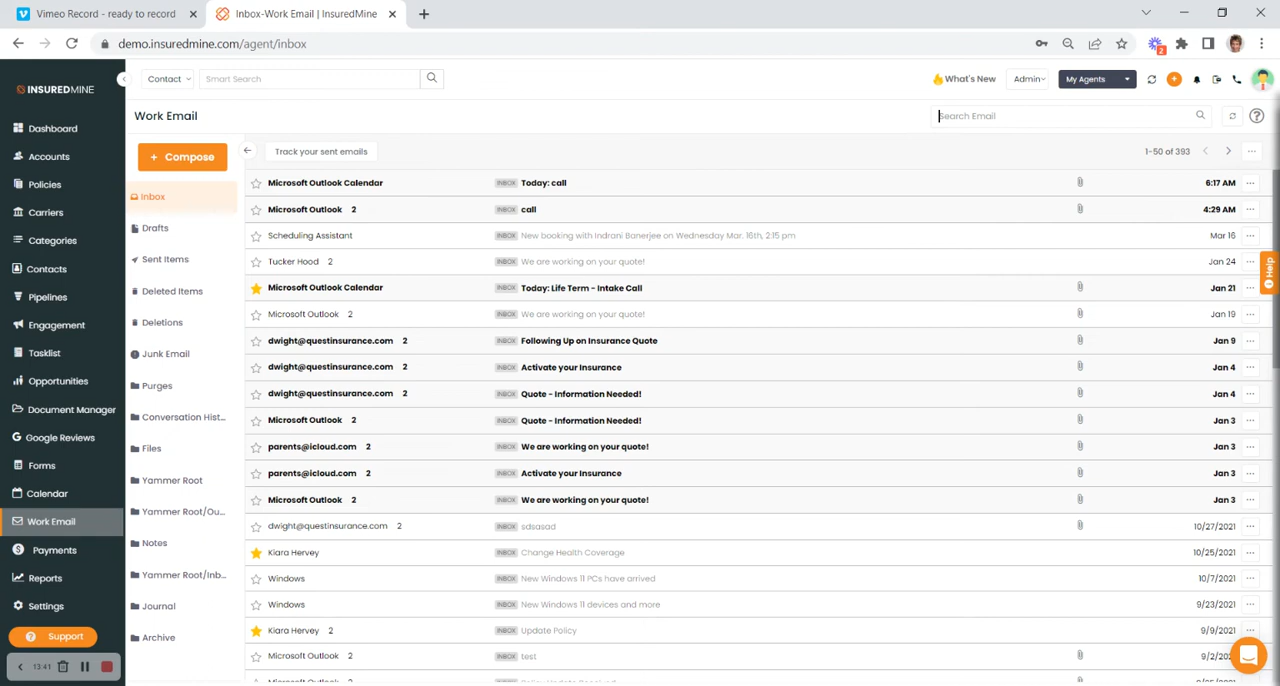 Vimeo Record - ready to record
Inbox-Work Email | InsuredMine
demo.insuredmine.com/agent/inbox
2
INSUREDMINE
Contact
Smart Search
What's New
Admin
My Agents
Dashboard
Accounts
Policies
Carriers
Categories
Contacts
Pipelines
Engagement
Tasklist
Opportunities
Document Manager
Google Reviews
Forms
Calendar
Work Email
Payments
Reports
Settings
Support
13:41
Work Email
Search Email
+ Compose
Track your sent emails
1-50 of 393
Inbox
Drafts
Sent Items
Deleted Items
Deletions
Junk Email
Purges
Conversation Hist...
Files
Yammer Root
Yammer Root/Ou...
Notes
Yammer Root/Inb...
Journal
Archive
Microsoft Outlook Calendar INBOX Today: call 6:17 AM
Microsoft Outlook 2 INBOX call 4:29 AM
Scheduling Assistant INBOX New booking with Indrani Banerjee on Wednesday Mar. 16th, 2:15 pm Mar 16
Tucker Hood 2 INBOX We are working on your quote! Jan 24
Microsoft Outlook Calendar INBOX Today: Life Term - Intake Call Jan 21
Microsoft Outlook 2 INBOX We are working on your quote! Jan 19
dwight@questinsurance.com 2 INBOX Following Up on Insurance Quote Jan 9
dwight@questinsurance.com 2 INBOX Activate your Insurance Jan 4
dwight@questinsurance.com 2 INBOX Quote - Information Needed! Jan 4
Microsoft Outlook 2 INBOX Quote - Information Needed! Jan 3
parents@icloud.com 2 INBOX We are working on your quote! Jan 3
parents@icloud.com 2 INBOX Activate your Insurance Jan 3
Microsoft Outlook 2 INBOX We are working on your quote! Jan 3
dwight@questinsurance.com 2 INBOX sdsasad 10/27/2021
Kiara Hervey INBOX Change Health Coverage 10/25/2021
Windows INBOX New Windows 11 PCs have arrived 10/7/2021
Windows INBOX New Windows 11 devices and more 9/23/2021
Kiara Hervey 2 INBOX Update Policy 9/9/2021
Microsoft Outlook 2 INBOX test
Help